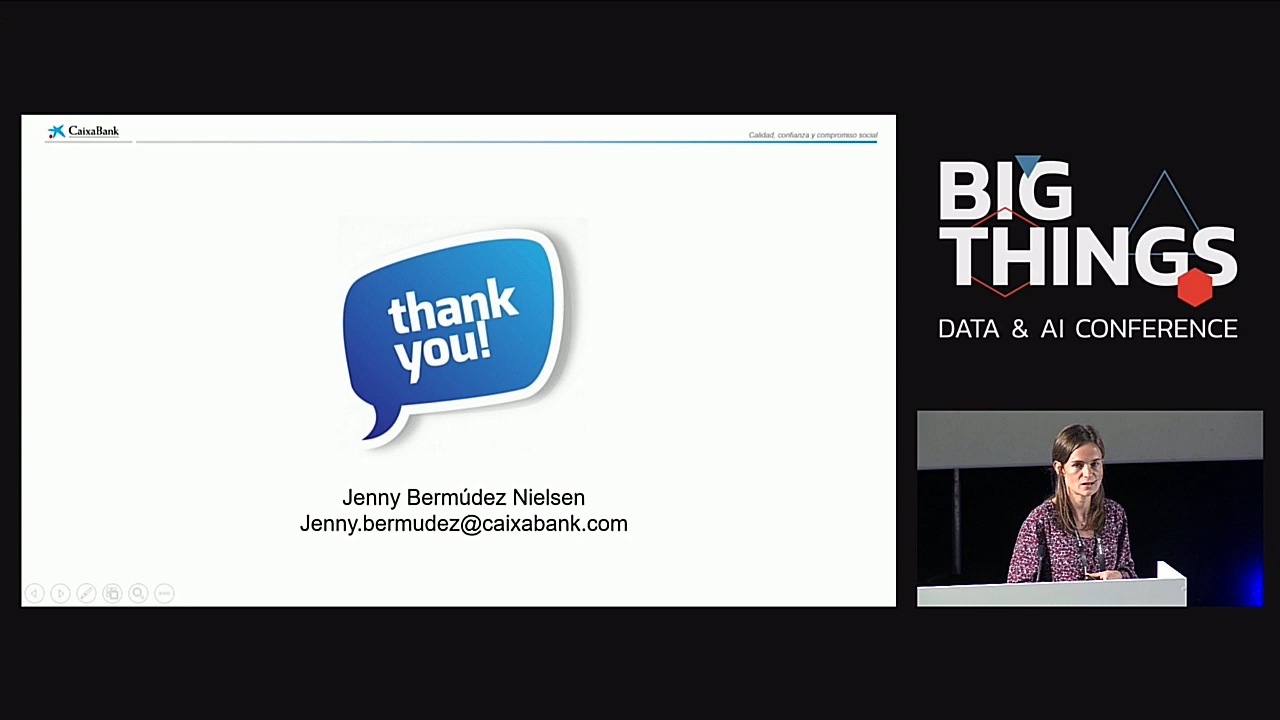 CaixaBank
Calidad, confianza y compromiso social
thank
you!
Jenny Bermúdez Nielsen
Jenny.bermudez@caixabank.com
BIG
THINGS
DATA & AI CONFERENCE